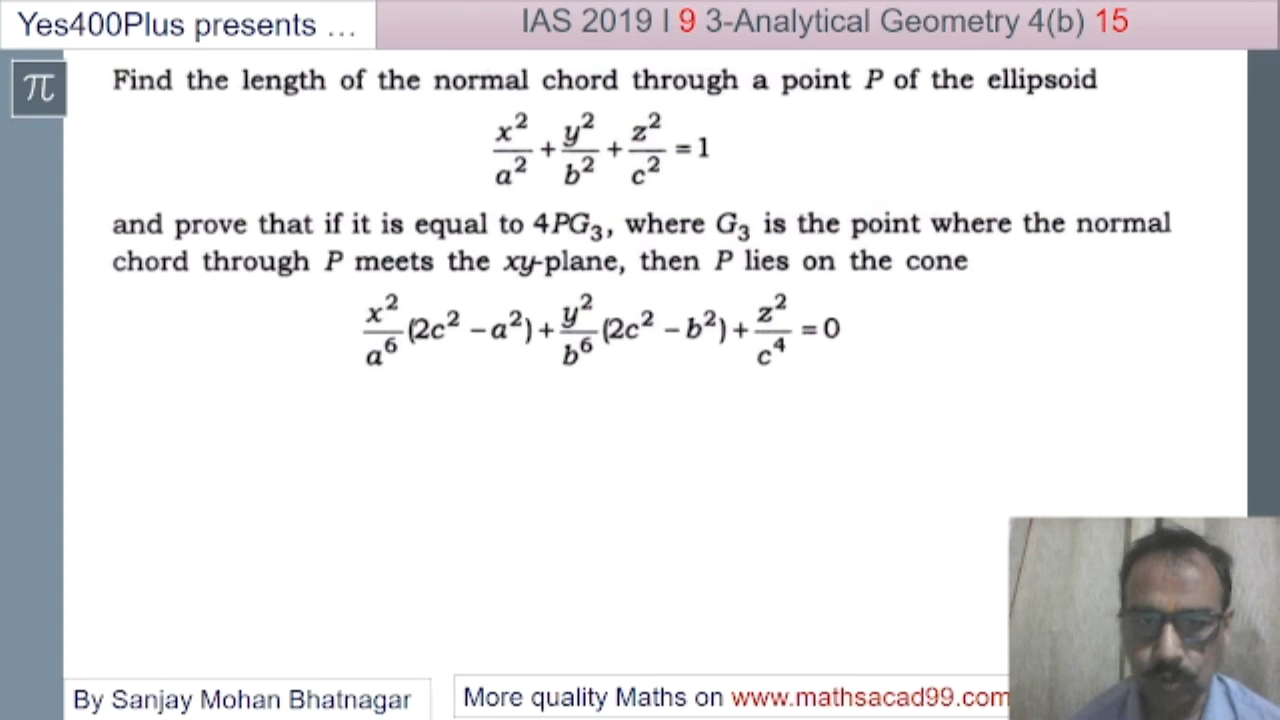 Yes400Plus presents ...
IAS 2019 I 9 3-Analytical Geometry 4(b) 15
π
Find the length of the normal chord through a point P of the ellipsoid
x²/a² + y²/b² + z²/c² = 1
and prove that if it is equal to 4PG₃, where G₃ is the point where the normal
chord through P meets the xy-plane, then P lies on the cone
x²/a⁶ (2c² – a²) + y²/b⁶ (2c² – b²) + z²/c⁴ = 0
By Sanjay Mohan Bhatnagar
More quality Maths on www.mathsacad99.com